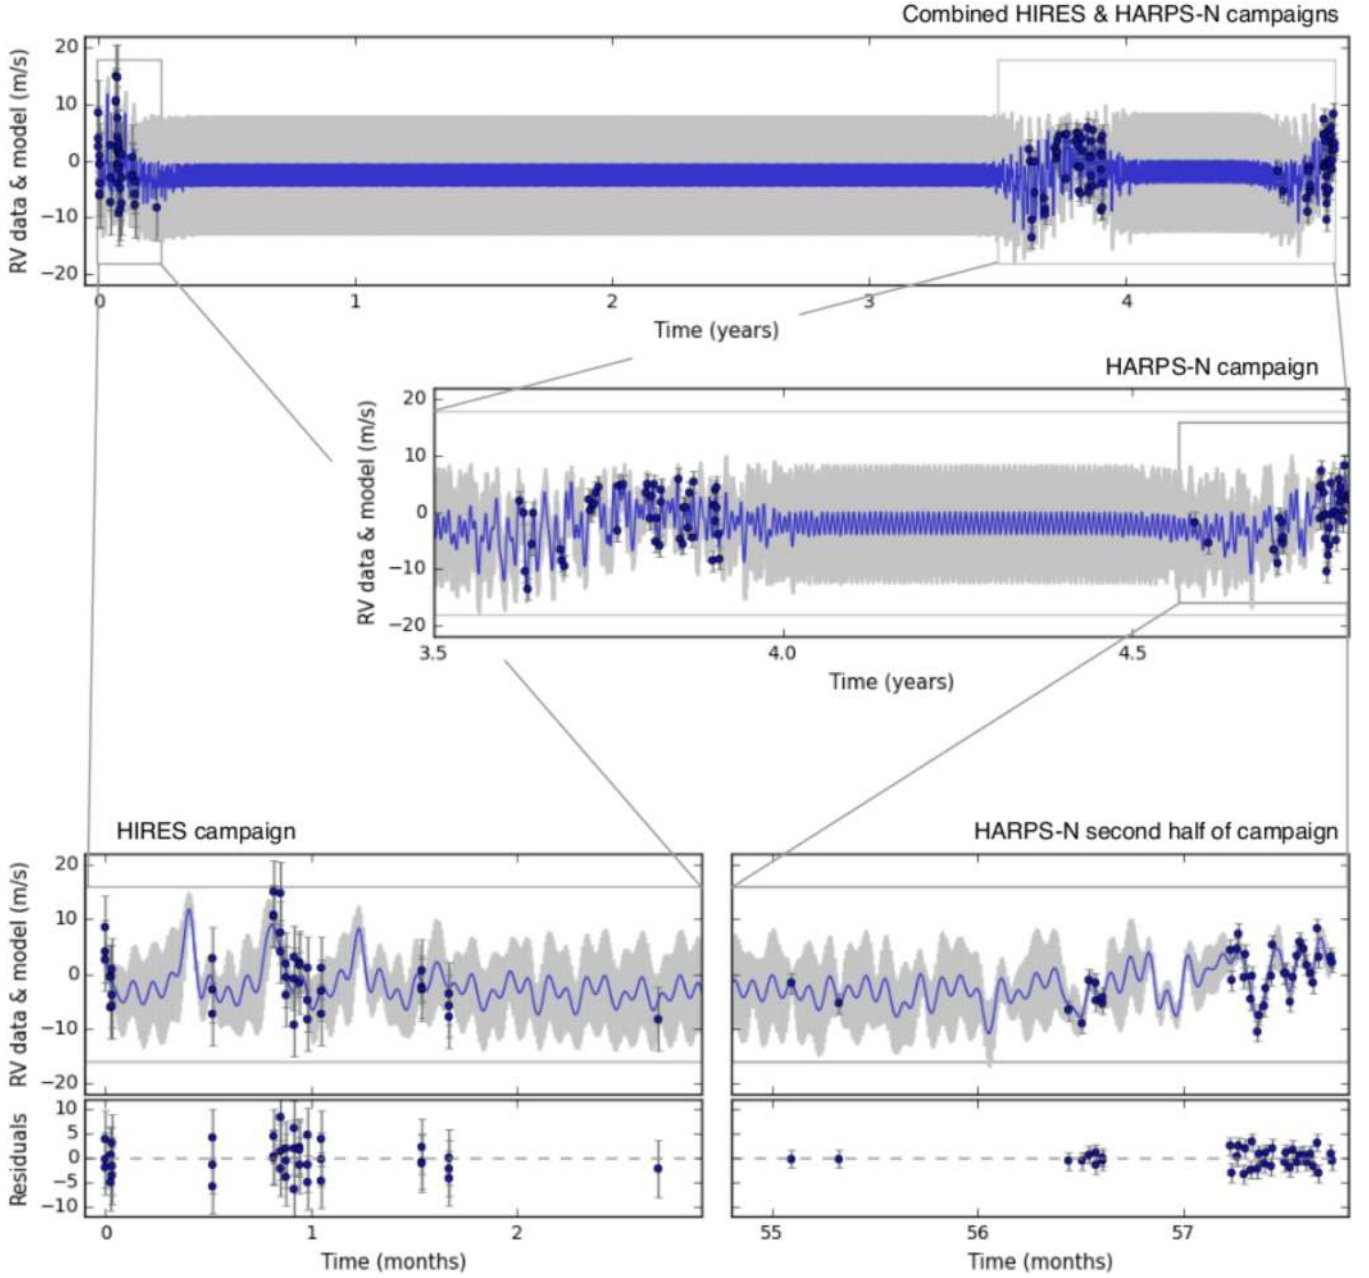 Combined HIRES & HARPS-N campaigns
RV data & model (m/s)
20
10
0
−10
−20
0 1 2 3 4
Time (years)
HARPS-N campaign
RV data & model (m/s)
20
10
0
−10
−20
3.5 4.0 4.5
Time (years)
HIRES campaign
HARPS-N second half of campaign
RV data & model (m/s)
20
10
0
−10
−20
Residuals
10
5
0
−5
−10
0 1 2
55 56 57
Time (months)
Time (months)